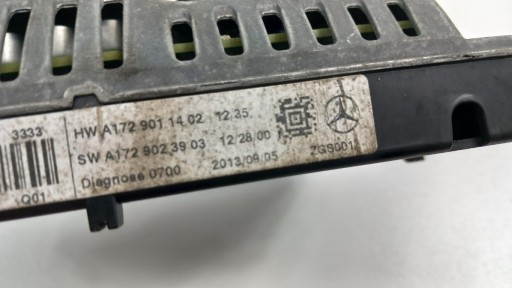 3333
HW A172 901 14 02 12.35.
SW A172 902 39 03 12/28 00
Diagnose 0700 2013/09/05 ZGS001
Q01